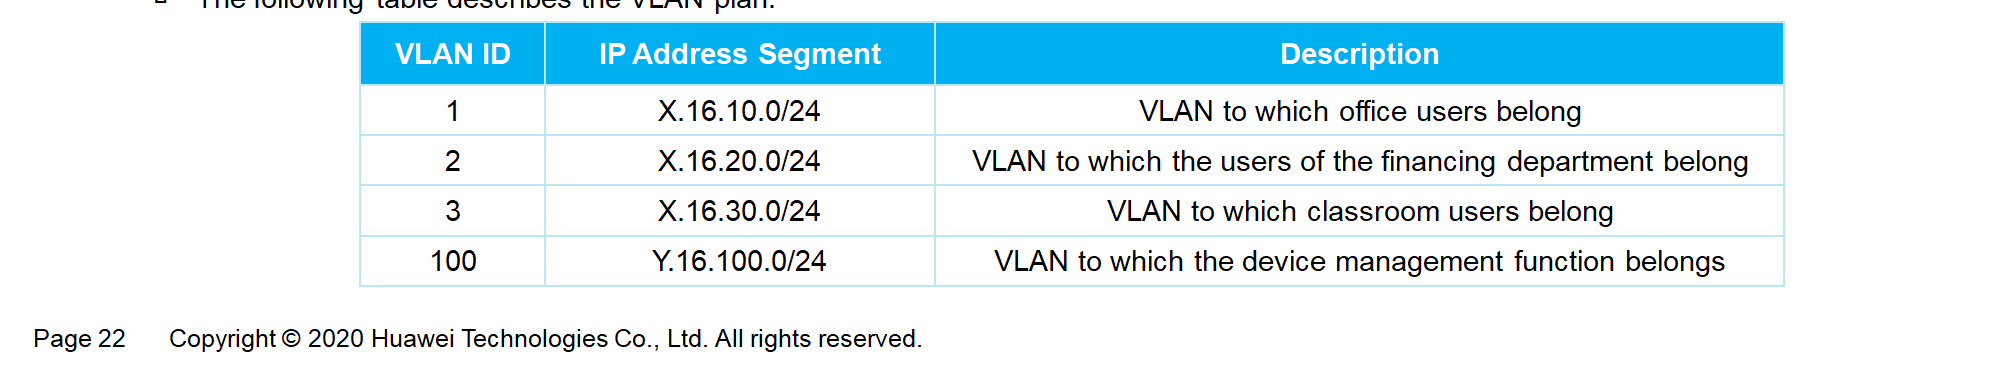 The following table describes the VLAN plan.
VLAN ID IP Address Segment Description
1 X.16.10.0/24 VLAN to which office users belong
2 X.16.20.0/24 VLAN to which the users of the financing department belong
3 X.16.30.0/24 VLAN to which classroom users belong
100 Y.16.100.0/24 VLAN to which the device management function belongs
Page 22 Copyright © 2020 Huawei Technologies Co., Ltd. All rights reserved.